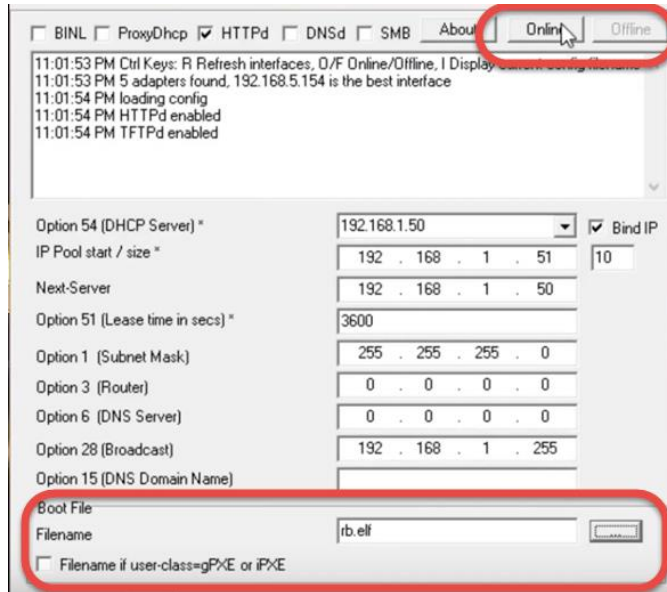 BINL ProxyDhcp HTTPd DNSd SMB About Online Offline
11:01:53 PM Ctrl Keys: R Refresh interfaces, O/F Online/Offline, I Display Current config filename
11:01:53 PM 5 adapters found, 192.168.5.154 is the best interface
11:01:54 PM loading config
11:01:54 PM HTTPd enabled
11:01:54 PM TFTPd enabled
Option 54 (DHCP Server) * 192.168.1.50 Bind IP
IP Pool start / size * 192 . 168 . 1 . 51 10
Next-Server 192 . 168 . 1 . 50
Option 51 (Lease time in secs) * 3600
Option 1 (Subnet Mask) 255 . 255 . 255 . 0
Option 3 (Router) 0 . 0 . 0 . 0
Option 6 (DNS Server) 0 . 0 . 0 . 0
Option 28 (Broadcast) 192 . 168 . 1 . 255
Option 15 (DNS Domain Name)
Boot File
Filename rb.elf ...
Filename if user-class=gPXE or iPXE